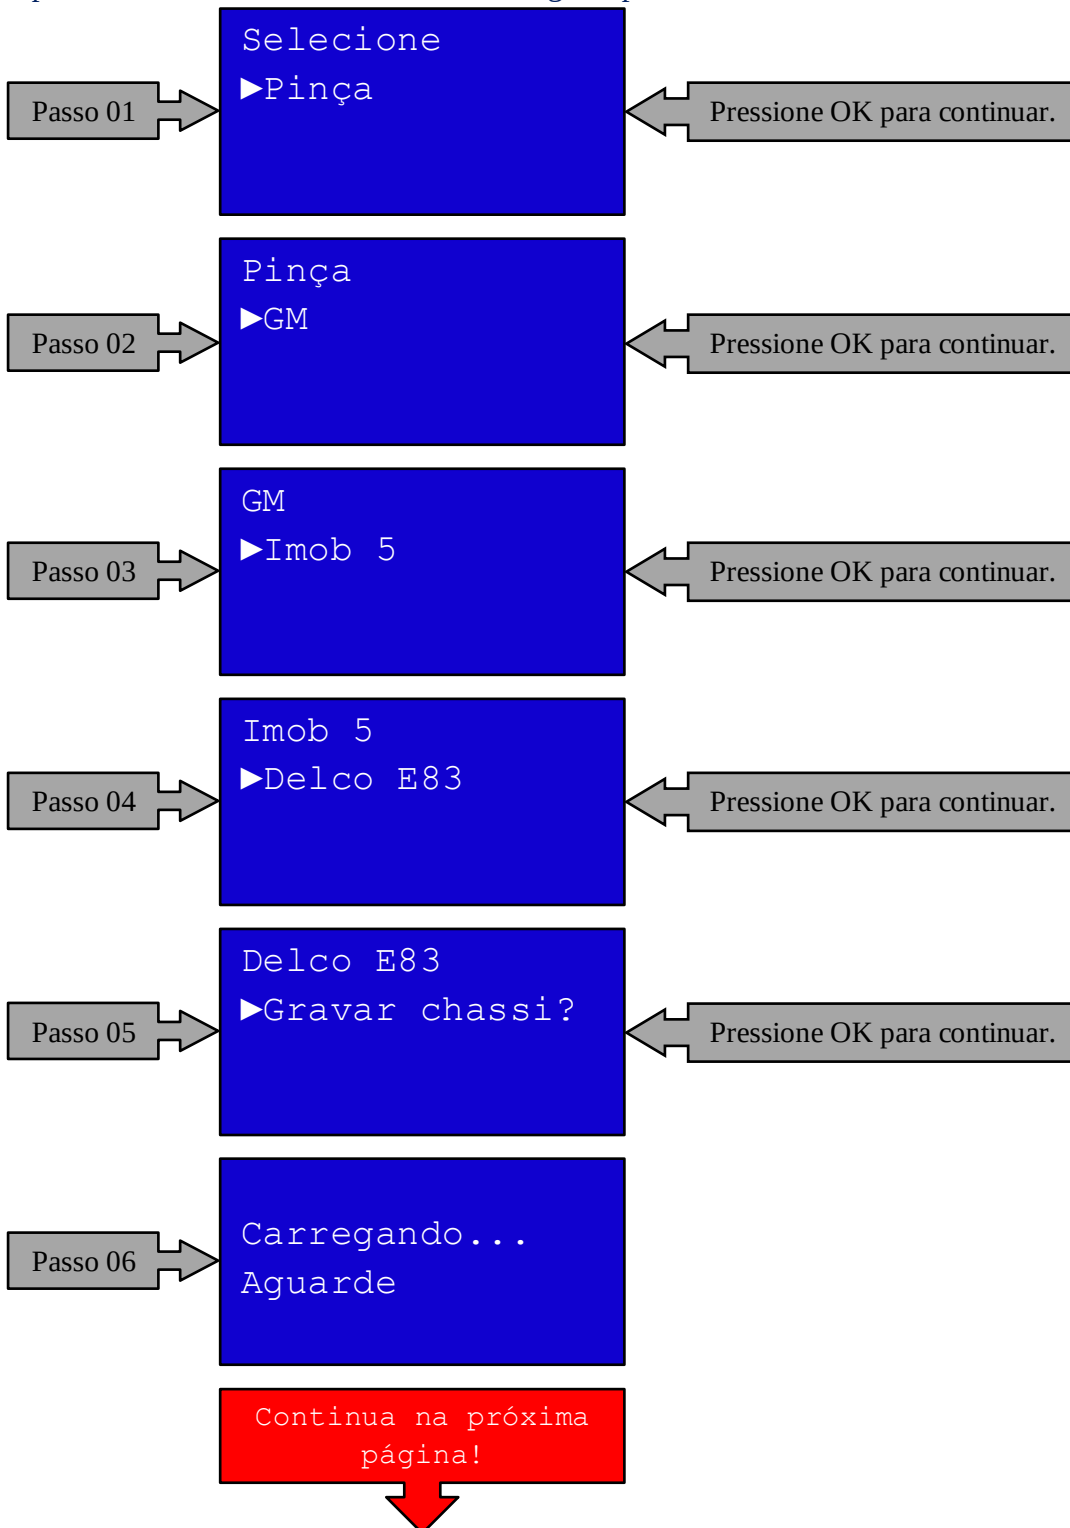 Selecione
►Pinça
Passo 01
Pressione OK para continuar.
Pinça
►GM
Passo 02
Pressione OK para continuar.
GM
►Imob 5
Passo 03
Pressione OK para continuar.
Imob 5
►Delco E83
Passo 04
Pressione OK para continuar.
Delco E83
►Gravar chassi?
Passo 05
Pressione OK para continuar.
Carregando...
Aguarde
Passo 06
Continua na próxima
página!